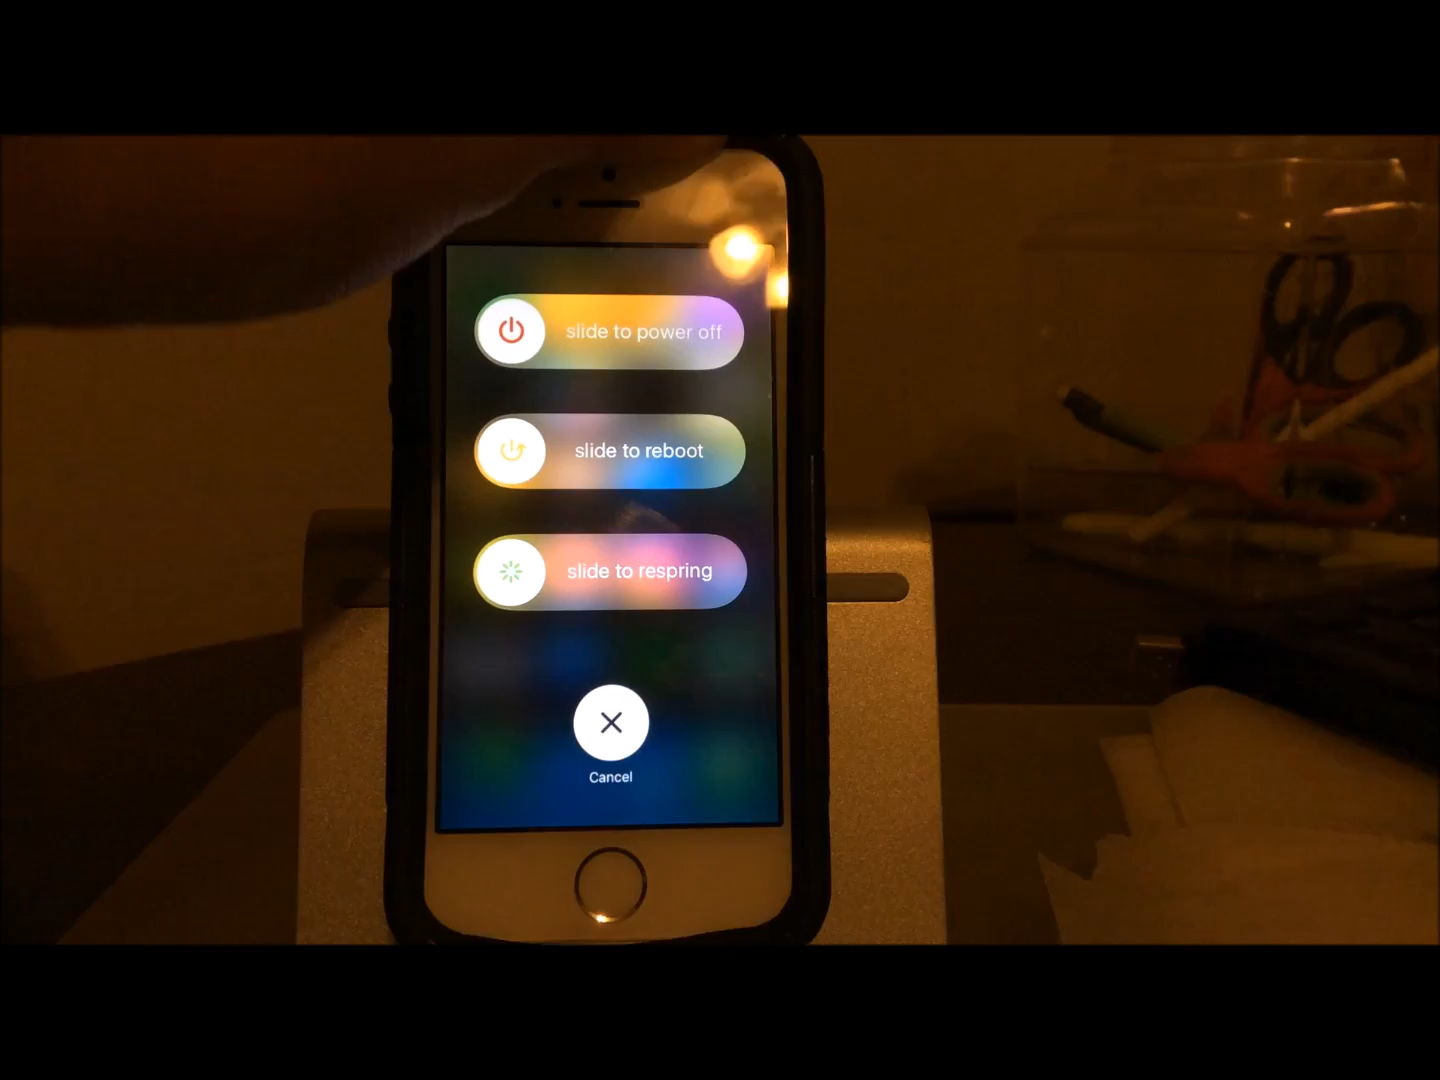 slide to power off
slide to reboot
slide to respring
Cancel